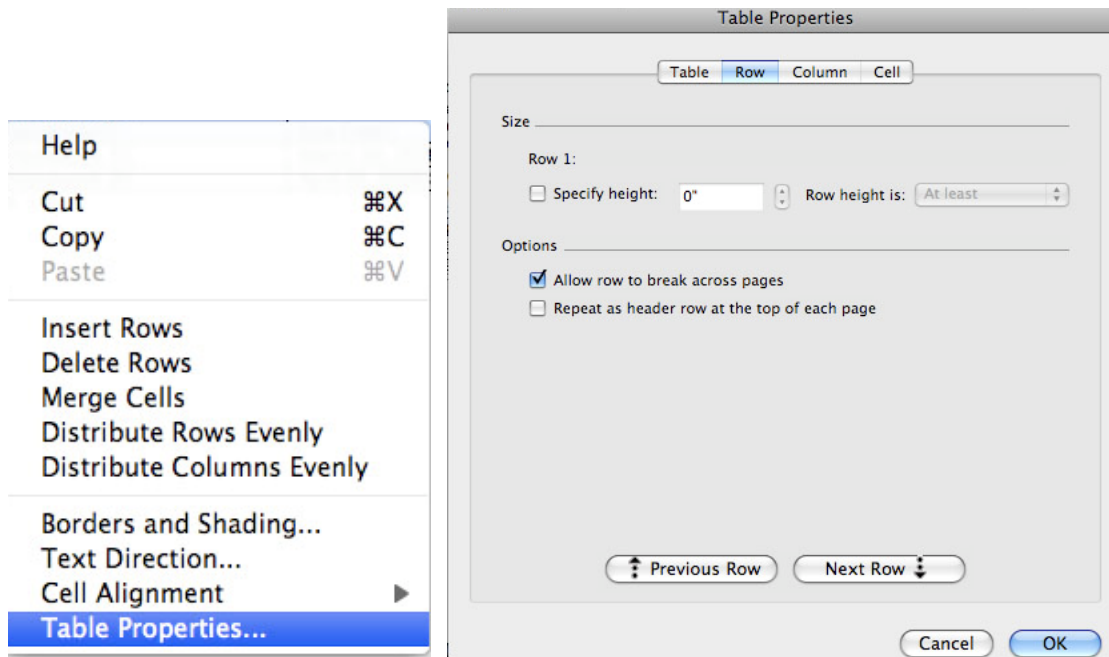 Help
Cut ⌘X
Copy ⌘C
Paste ⌘V
Insert Rows
Delete Rows
Merge Cells
Distribute Rows Evenly
Distribute Columns Evenly
Borders and Shading...
Text Direction...
Cell Alignment
Table Properties...
Table Properties
Table Row Column Cell
Size
Row 1:
Specify height: 0" Row height is: At least
Options
Allow row to break across pages
Repeat as header row at the top of each page
Previous Row Next Row
Cancel OK